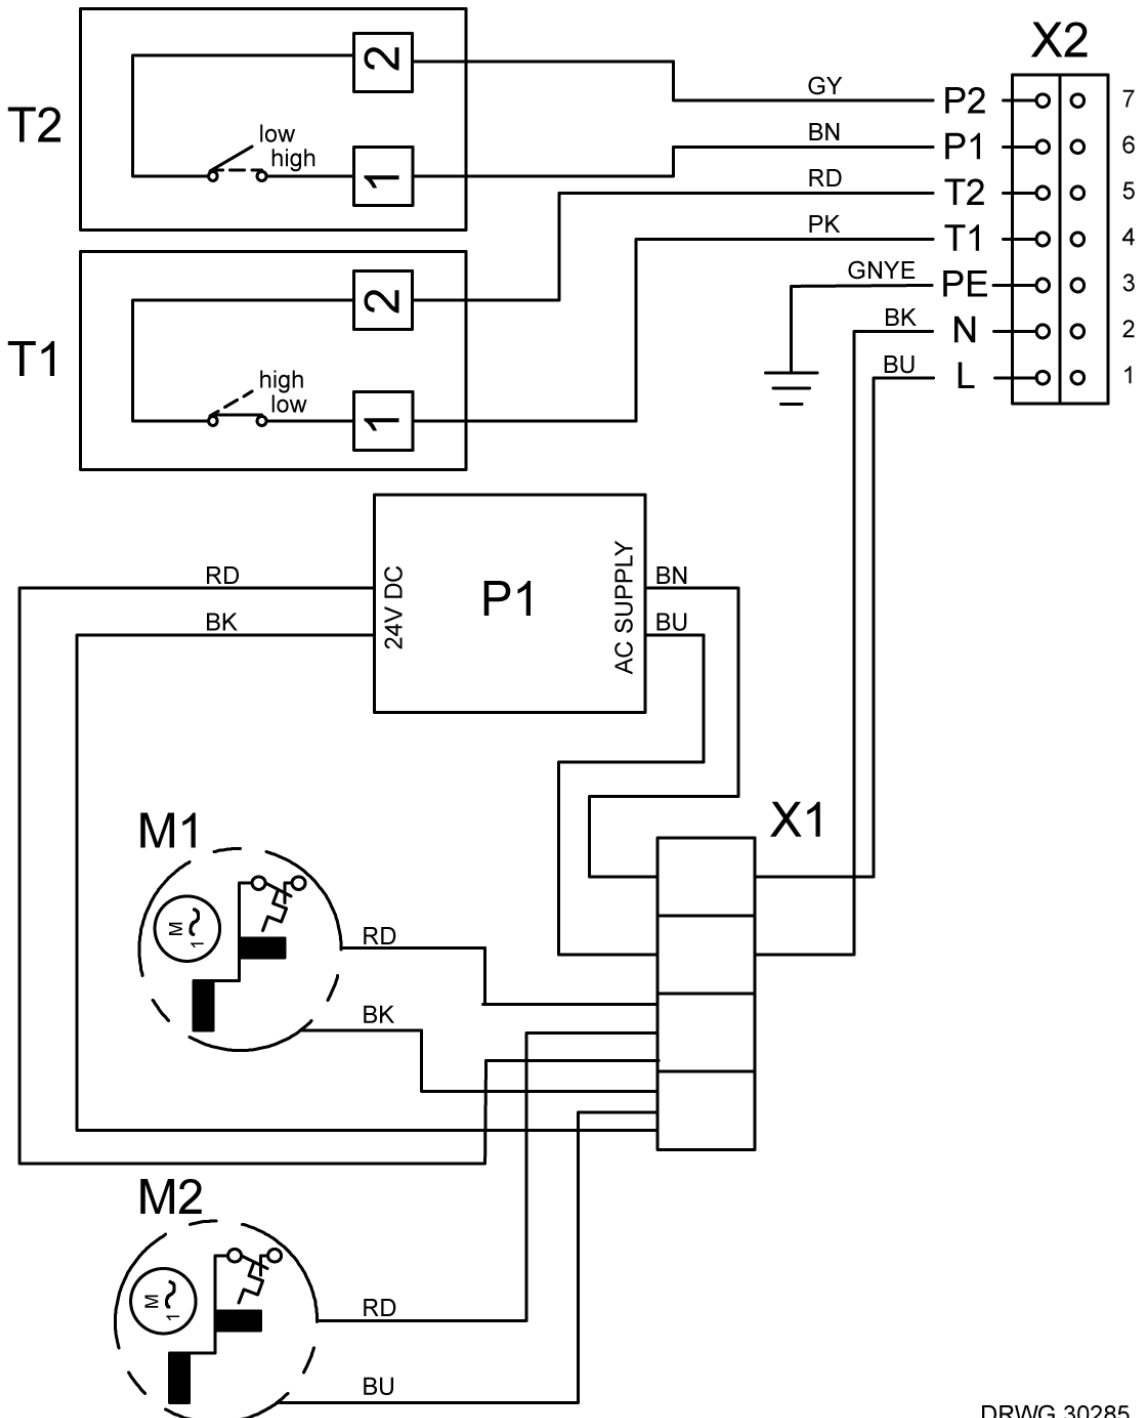 X2
T2
2
low
high
1
GY
P2
7
BN
P1
6
RD
T2
5
PK
T1
4
GNYE
PE
3
BK
N
2
BU
L
1
T1
2
high
low
1
RD
BK
24V DC
P1
AC SUPPLY
BN
BU
X1
M1
M
1
RD
BK
M2
M
1
RD
BU
DRWG 30285